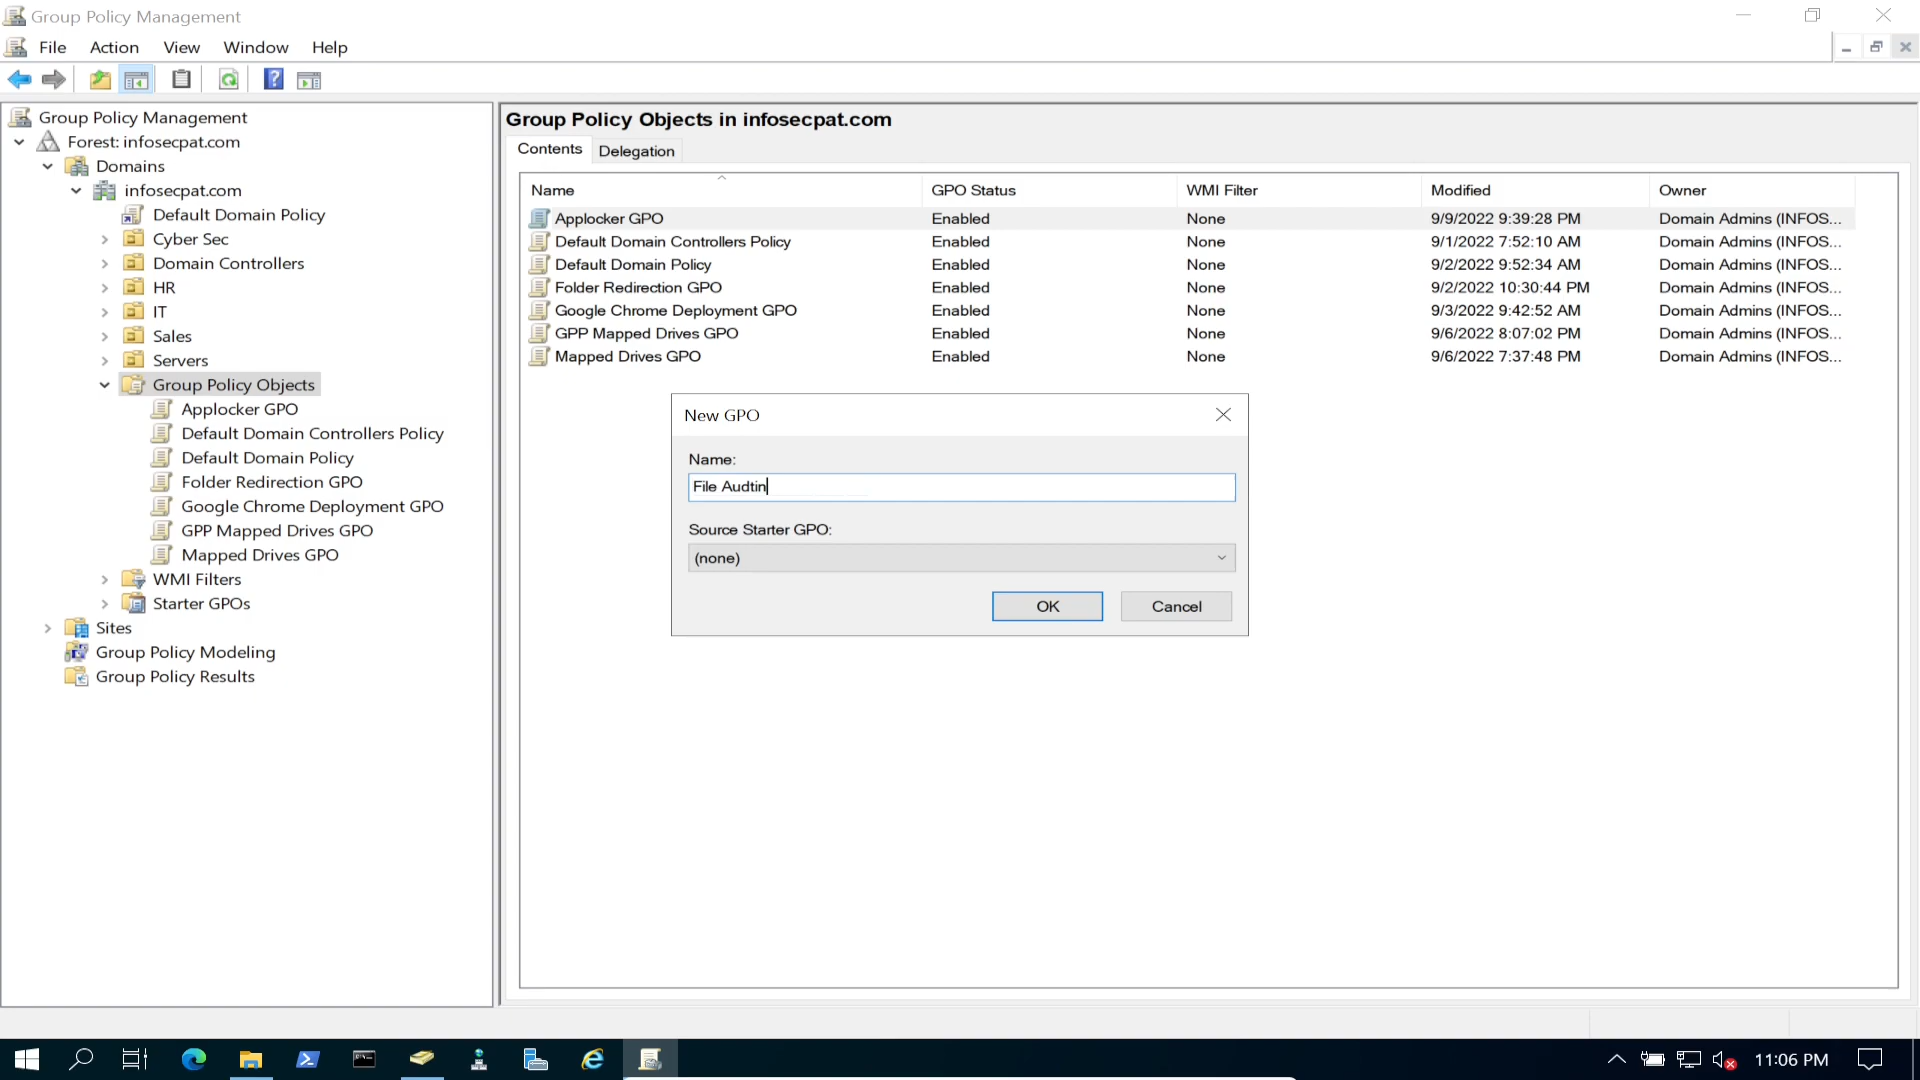 Group Policy Management
File Action View Window Help
Group Policy Management
Forest: infosecpat.com
Domains
infosecpat.com
Default Domain Policy
Cyber Sec
Domain Controllers
HR
IT
Sales
Servers
Group Policy Objects
Applocker GPO
Default Domain Controllers Policy
Default Domain Policy
Folder Redirection GPO
Google Chrome Deployment GPO
GPP Mapped Drives GPO
Mapped Drives GPO
WMI Filters
Starter GPOs
Sites
Group Policy Modeling
Group Policy Results
Group Policy Objects in infosecpat.com
Contents Delegation
Name GPO Status WMI Filter Modified Owner
Applocker GPO Enabled None 9/9/2022 9:39:28 PM Domain Admins (INFOS...
Default Domain Controllers Policy Enabled None 9/1/2022 7:52:10 AM Domain Admins (INFOS...
Default Domain Policy Enabled None 9/2/2022 9:52:34 AM Domain Admins (INFOS...
Folder Redirection GPO Enabled None 9/2/2022 10:30:44 PM Domain Admins (INFOS...
Google Chrome Deployment GPO Enabled None 9/3/2022 9:42:52 AM Domain Admins (INFOS...
GPP Mapped Drives GPO Enabled None 9/6/2022 8:07:02 PM Domain Admins (INFOS...
Mapped Drives GPO Enabled None 9/6/2022 7:37:48 PM Domain Admins (INFOS...
New GPO
Name:
File Audtin
Source Starter GPO:
(none)
OK Cancel
11:06 PM